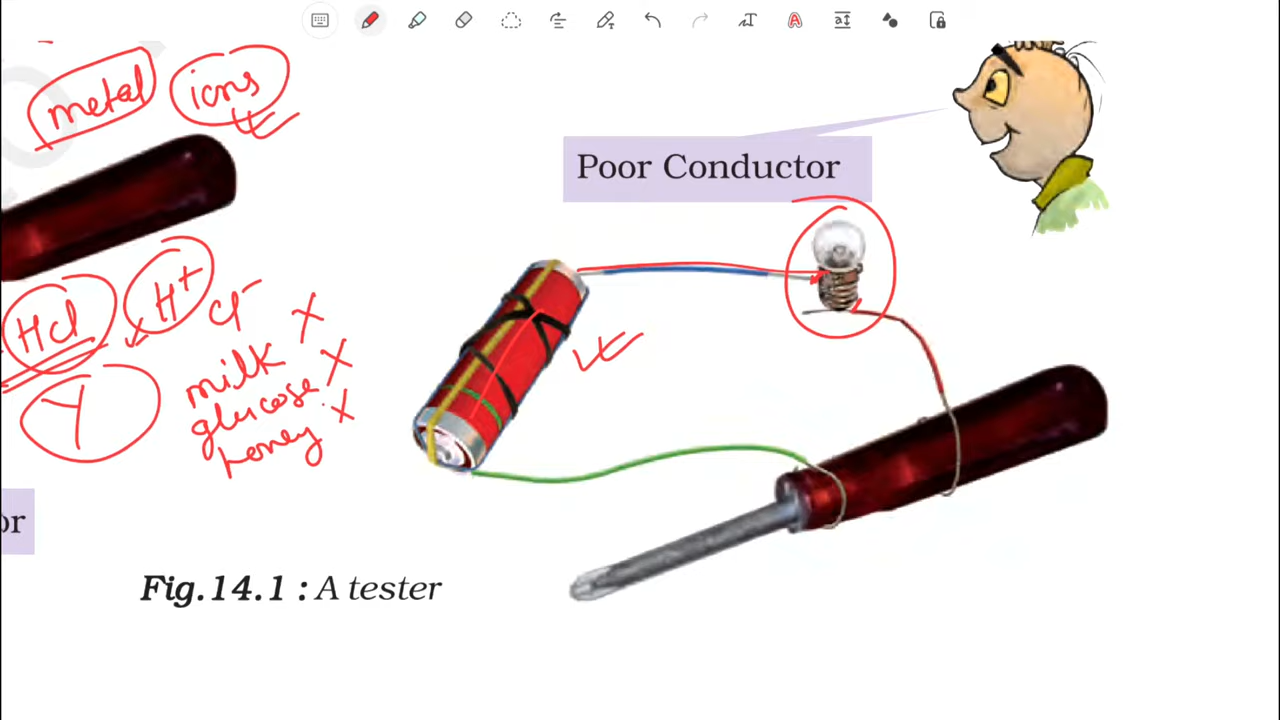 metal ions
Poor Conductor
HCl H+ Cl-
milk X
glucose X
honey X
Y
or
Fig.14.1 : A tester